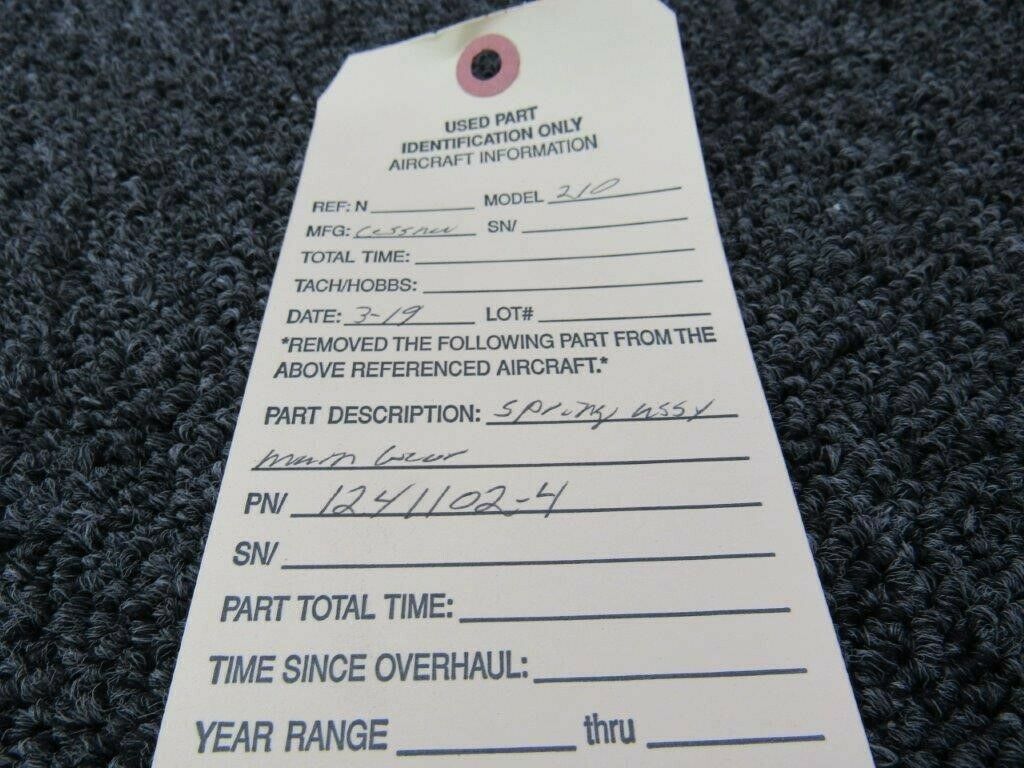 USED PART
IDENTIFICATION ONLY
AIRCRAFT INFORMATION
REF: N MODEL 210
MFG: Cessna SN/
TOTAL TIME:
TACH/HOBBS:
DATE: 3-19 LOT#
*REMOVED THE FOLLOWING PART FROM THE
ABOVE REFERENCED AIRCRAFT.*
PART DESCRIPTION: Spring, assy
main Gear
PN/ 1241102-4
SN/
PART TOTAL TIME:
TIME SINCE OVERHAUL:
YEAR RANGE thru